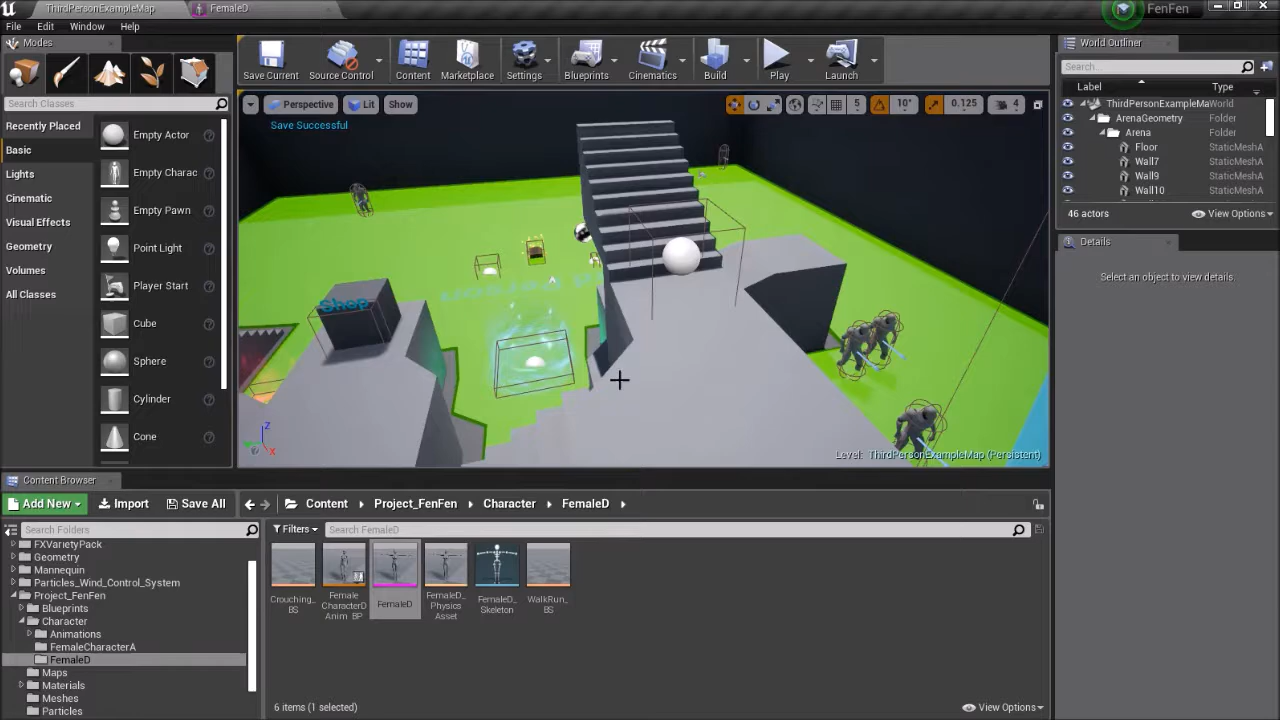 ThirdPersonExampleMap
FemaleD
FenFen
File Edit Window Help
Modes
Search Classes
Recently Placed
Basic
Lights
Cinematic
Visual Effects
Geometry
Volumes
All Classes
Empty Actor
Empty Charac
Empty Pawn
Point Light
Player Start
Cube
Sphere
Cylinder
Cone
Save Current
Source Control
Content
Marketplace
Settings
Blueprints
Cinematics
Build
Play
Launch
Perspective Lit Show
5 10° 0.125 4
Save Successful
Shop
Level: ThirdPersonExampleMap (Persistent)
World Outliner
Search...
Label Type
ThirdPersonExampleMa World
ArenaGeometry Folder
Arena Folder
Floor StaticMeshA
Wall7 StaticMeshA
Wall9 StaticMeshA
Wall10 StaticMeshA
46 actors View Options
Details
Select an object to view details.
Content Browser
Add New Import Save All
Content Project_FenFen Character FemaleD
Search Folders
Filters Search FemaleD
FXVarietyPack
Geometry
Mannequin
Particles_Wind_Control_System
Project_FenFen
Blueprints
Character
Animations
FemaleCharacterA
FemaleD
Maps
Materials
Meshes
Particles
Crouching_
BS
Female
CharacterD
Anim_BP
FemaleD
FemaleD_
Physics
Asset
FemaleD_
Skeleton
WalkRun_
BS
6 items (1 selected) View Options
Z
X